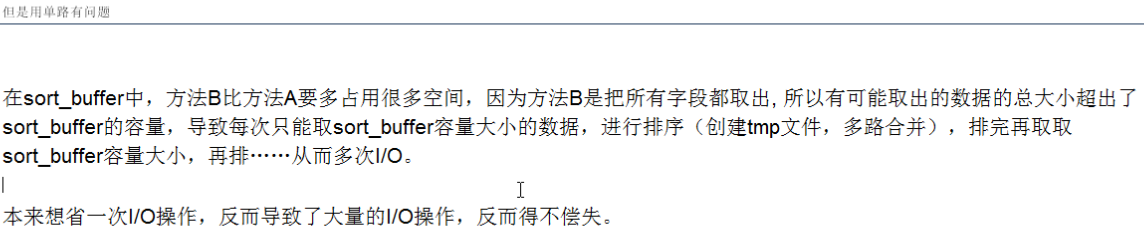 但是用单路有问题
在sort_buffer中，方法B比方法A要多占用很多空间，因为方法B是把所有字段都取出, 所以有可能取出的数据的总大小超出了
sort_buffer的容量，导致每次只能取sort_buffer容量大小的数据，进行排序（创建tmp文件，多路合并），排完再取取
sort_buffer容量大小，再排……从而多次I/O。
本来想省一次I/O操作，反而导致了大量的I/O操作，反而得不偿失。